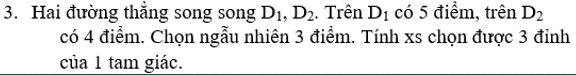 3. Hai đường thẳng song song D₁, D₂. Trên D₁ có 5 điểm, trên D₂
có 4 điểm. Chọn ngẫu nhiên 3 điểm. Tính xs chọn được 3 đỉnh
của 1 tam giác.